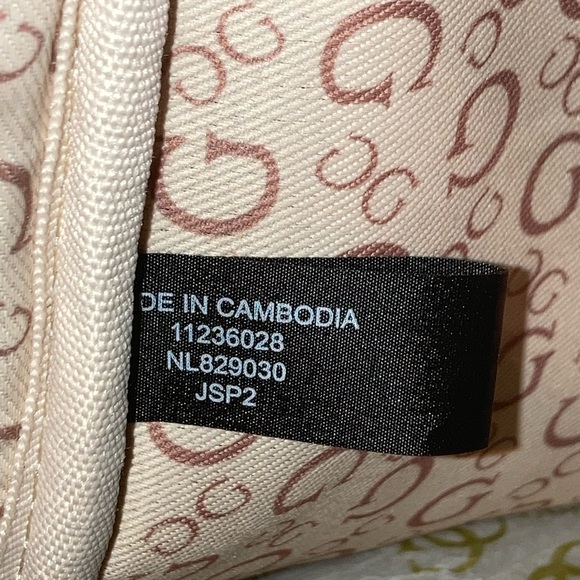 DE IN CAMBODIA
11236028
NL829030
JSP2